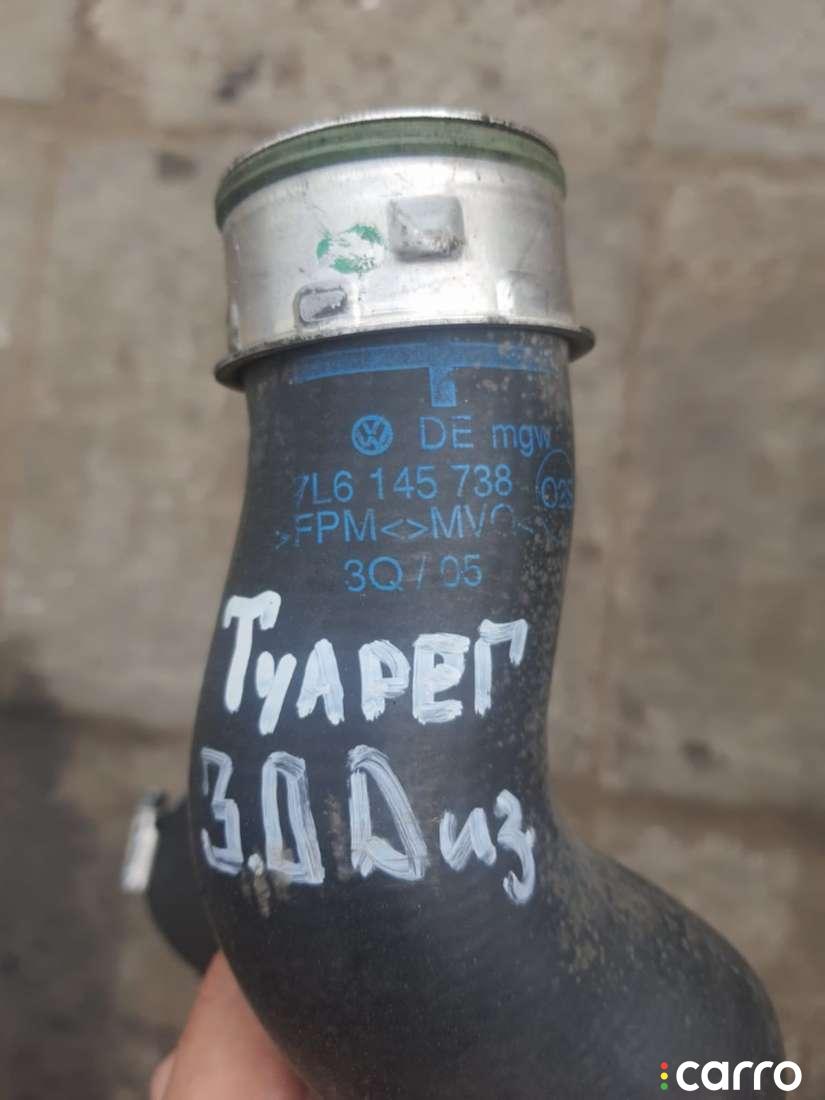 DE mgw
7L6 145 738
>FPM<>MVQ<
3Q / 05
Туарег
3.0 Диз
carro